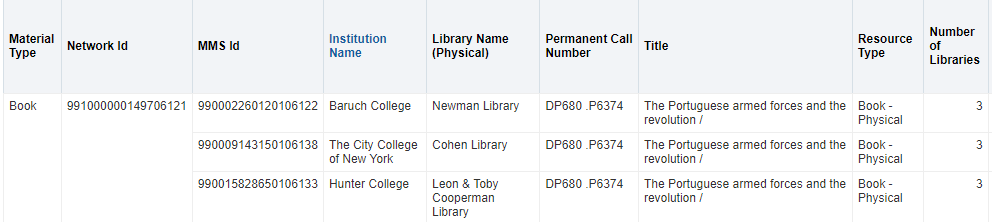 Material Type Network Id MMS Id Institution Name Library Name (Physical) Permanent Call Number Title Resource Type Number of Libraries
Book 991000000149706121 990002260120106122 Baruch College Newman Library DP680 .P6374 The Portuguese armed forces and the revolution / Book - Physical 3
990009143150106138 The City College of New York Cohen Library DP680 .P6374 The Portuguese armed forces and the revolution / Book - Physical 3
990015828650106133 Hunter College Leon & Toby Cooperman Library DP680 .P6374 The Portuguese armed forces and the revolution / Book - Physical 3